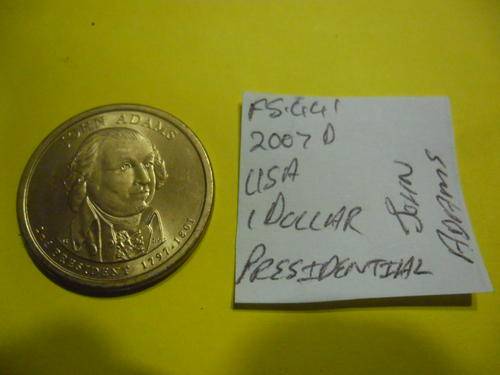 JOHN ADAMS
2nd PRESIDENT 1797-1801
FS·GG1
2007 D
USA
1 DOLLAR
PRESIDENTIAL
JOHN
ADAMS